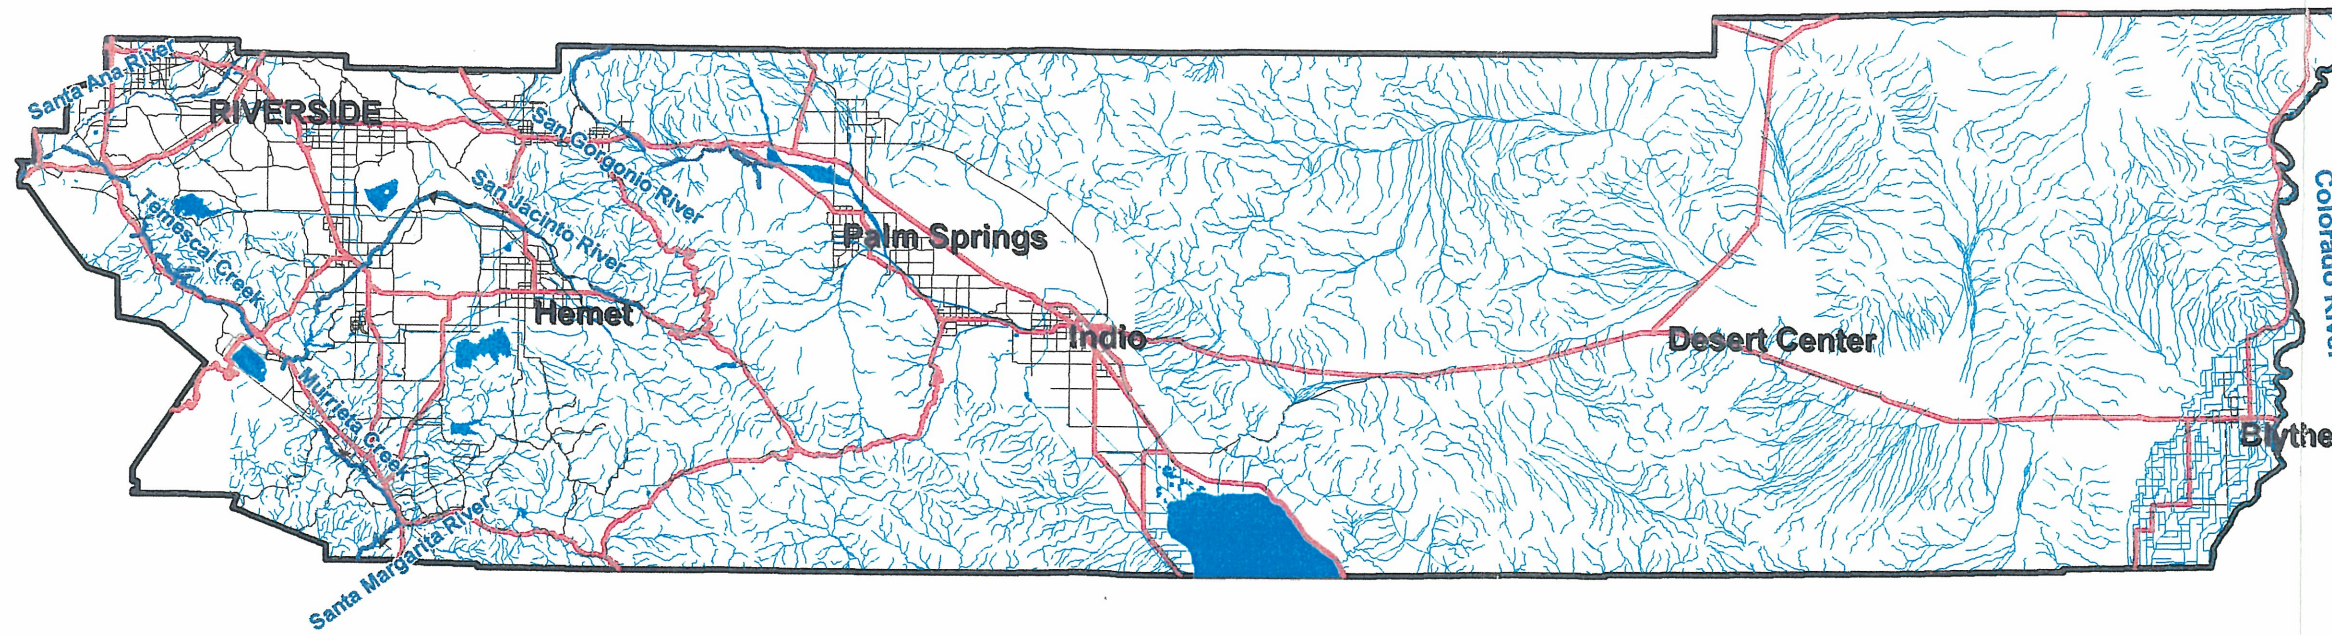 Santa Ana River
RIVERSIDE
San Gorgonio River
San Jacinto River
Temescal Creek
Palm Springs
Colorado River
Hemet
Indio
Desert Center
Murrieta Creek
Blythe
Santa Margarita River